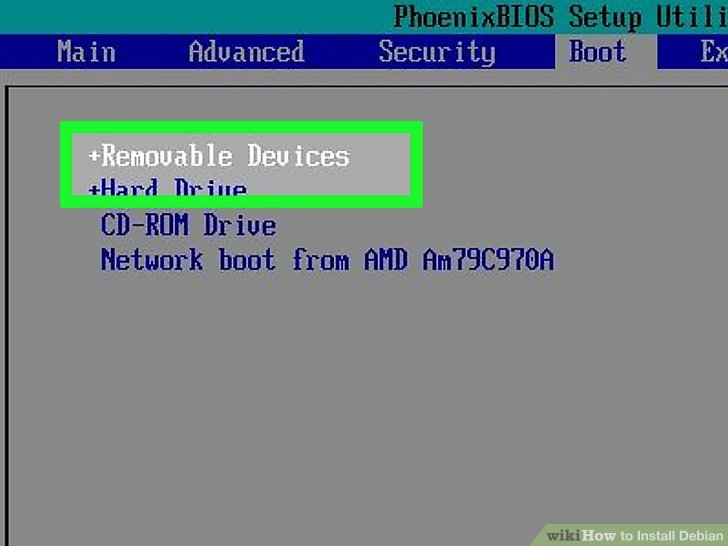 PhoenixBIOS Setup Utili
Main Advanced Security Boot Ex
+Removable Devices
+Hard Drive
CD-ROM Drive
Network boot from AMD Am79C970A
wikiHow to Install Debian